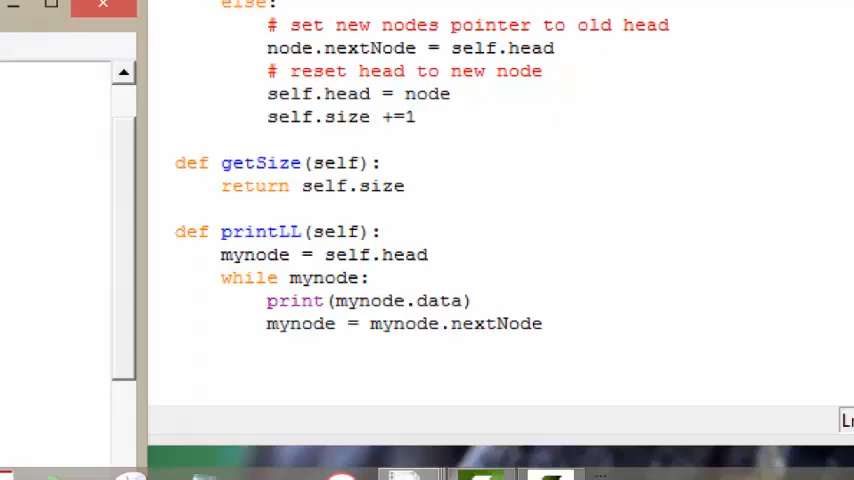 else:
# set new nodes pointer to old head
node.nextNode = self.head
# reset head to new node
self.head = node
self.size +=1
def getSize(self):
return self.size
def printLL(self):
mynode = self.head
while mynode:
print(mynode.data)
mynode = mynode.nextNode